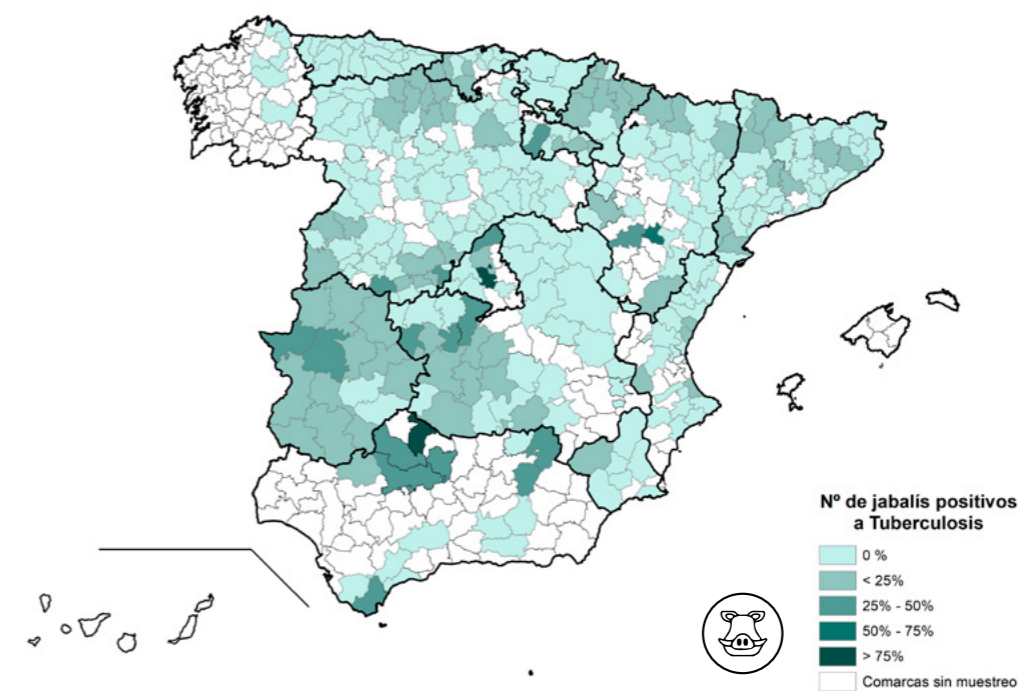 Nº de jabalís positivos
a Tuberculosis
0 %
< 25%
25% - 50%
50% - 75%
> 75%
Comarcas sin muestreo